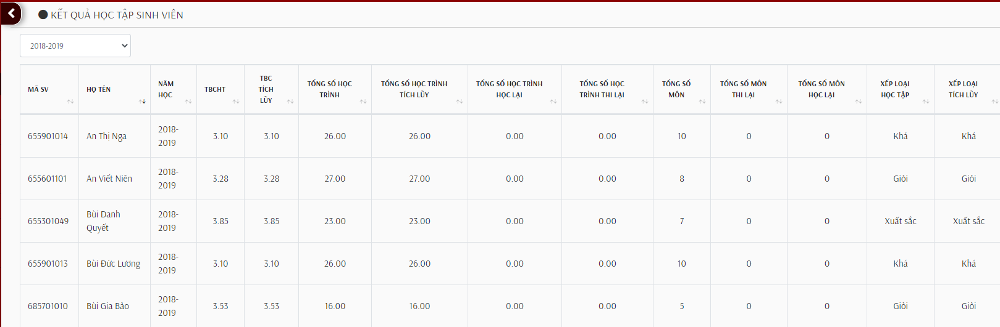 KẾT QUẢ HỌC TẬP SINH VIÊN
2018-2019
MÃ SV HỌ TÊN NĂM HỌC TBCHT TBC TÍCH LŨY TỔNG SỐ HỌC TRÌNH TỔNG SỐ HỌC TRÌNH TÍCH LŨY TỔNG SỐ HỌC TRÌNH HỌC LẠI TỔNG SỐ HỌC TRÌNH THI LẠI TỔNG SỐ MÔN TỔNG SỐ MÔN THI LẠI TỔNG SỐ MÔN HỌC LẠI XẾP LOẠI HỌC TẬP XẾP LOẠI TÍCH LŨY
655901014 An Thị Nga 2018-2019 3.10 3.10 26.00 26.00 0.00 0.00 10 0 0 Khá Khá
655601101 An Viết Niên 2018-2019 3.28 3.28 27.00 27.00 0.00 0.00 8 0 0 Giỏi Giỏi
655301049 Bùi Danh Quyết 2018-2019 3.85 3.85 23.00 23.00 0.00 0.00 7 0 0 Xuất sắc Xuất sắc
655901013 Bùi Đức Lương 2018-2019 3.10 3.10 26.00 26.00 0.00 0.00 10 0 0 Khá Khá
685701010 Bùi Gia Bảo 2018-2019 3.53 3.53 16.00 16.00 0.00 0.00 5 0 0 Giỏi Giỏi